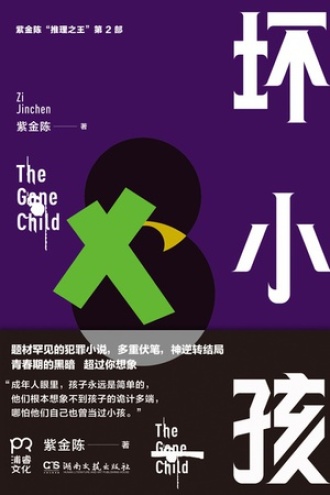 紫金陈“推理之王”第2部
坏小孩
Zi
Jinchen
紫金陈——著
The
Gone
Child
题材罕见的犯罪小说，多重伏笔，神逆转结局
青春期的黑暗 超过你想象
“成年人眼里，孩子永远是简单的，
他们根本想象不到孩子的诡计多端，
哪怕他们自己也曾当过小孩。”
浦睿
文化
湖南文艺出版社
紫金陈——著
The
Gone
Child